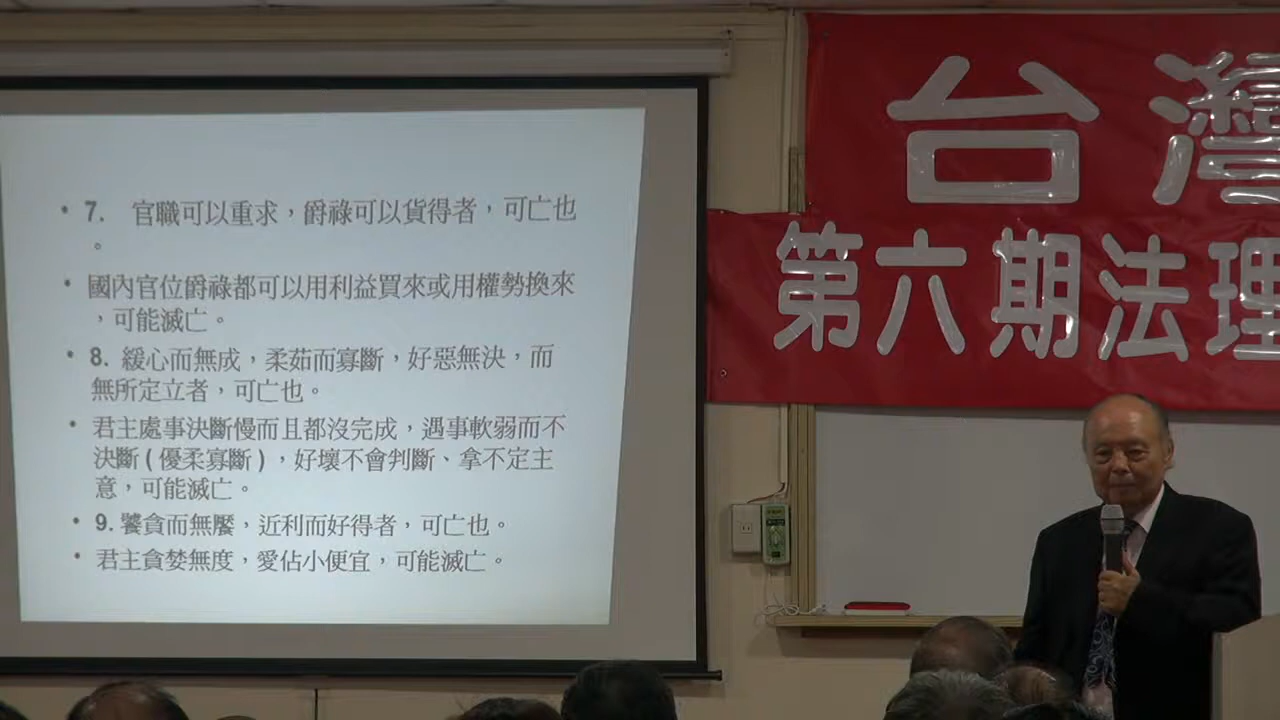 • 7. 官職可以重求，爵祿可以貨得者，可亡也
。
• 國內官位爵祿都可以用利益買來或用權勢換來
，可能滅亡。
• 8. 緩心而無成，柔茹而寡斷，好惡無決，而
無所定立者，可亡也。
• 君主處事決斷慢而且都沒完成，遇事軟弱而不
決斷 ( 優柔寡斷 ) ，好壞不會判斷、拿不定主
意，可能滅亡。
• 9. 饕貪而無饜，近利而好得者，可亡也。
• 君主貪婪無度，愛佔小便宜，可能滅亡。
台灣
第六期法理